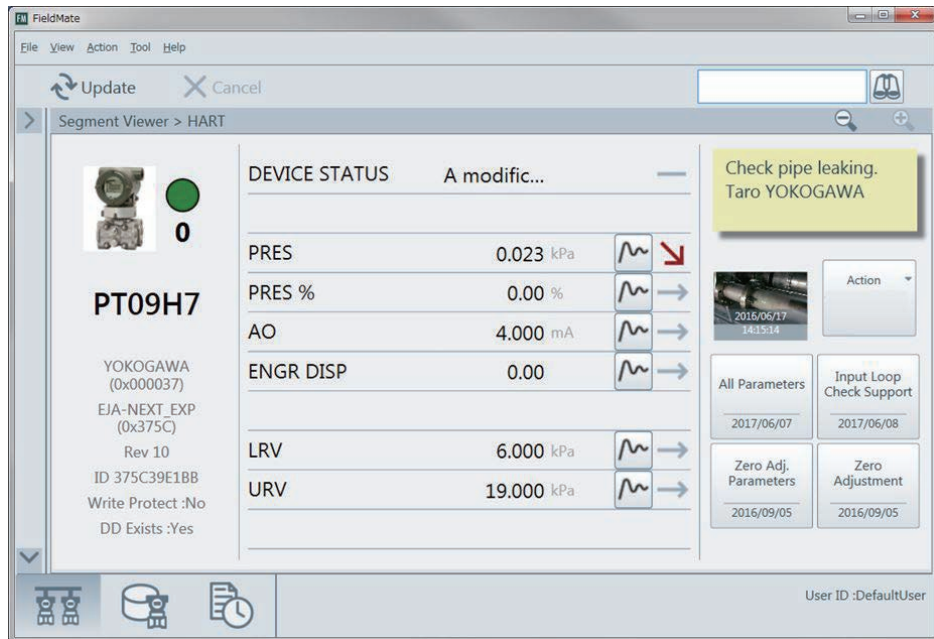 FM FieldMate
File View Action Tool Help
Update Cancel
Segment Viewer > HART
0
PT09H7
YOKOGAWA
(0x000037)
EJA-NEXT_EXP
(0x375C)
Rev 10
ID 375C39E1BB
Write Protect :No
DD Exists :Yes
DEVICE STATUS A modific...
PRES 0.023 kPa
PRES % 0.00 %
AO 4.000 mA
ENGR DISP 0.00
LRV 6.000 kPa
URV 19.000 kPa
Check pipe leaking.
Taro YOKOGAWA
2016/06/17
14:15:14
Action
All Parameters
2017/06/07
Input Loop
Check Support
2017/06/08
Zero Adj.
Parameters
2016/09/05
Zero
Adjustment
2016/09/05
User ID :DefaultUser